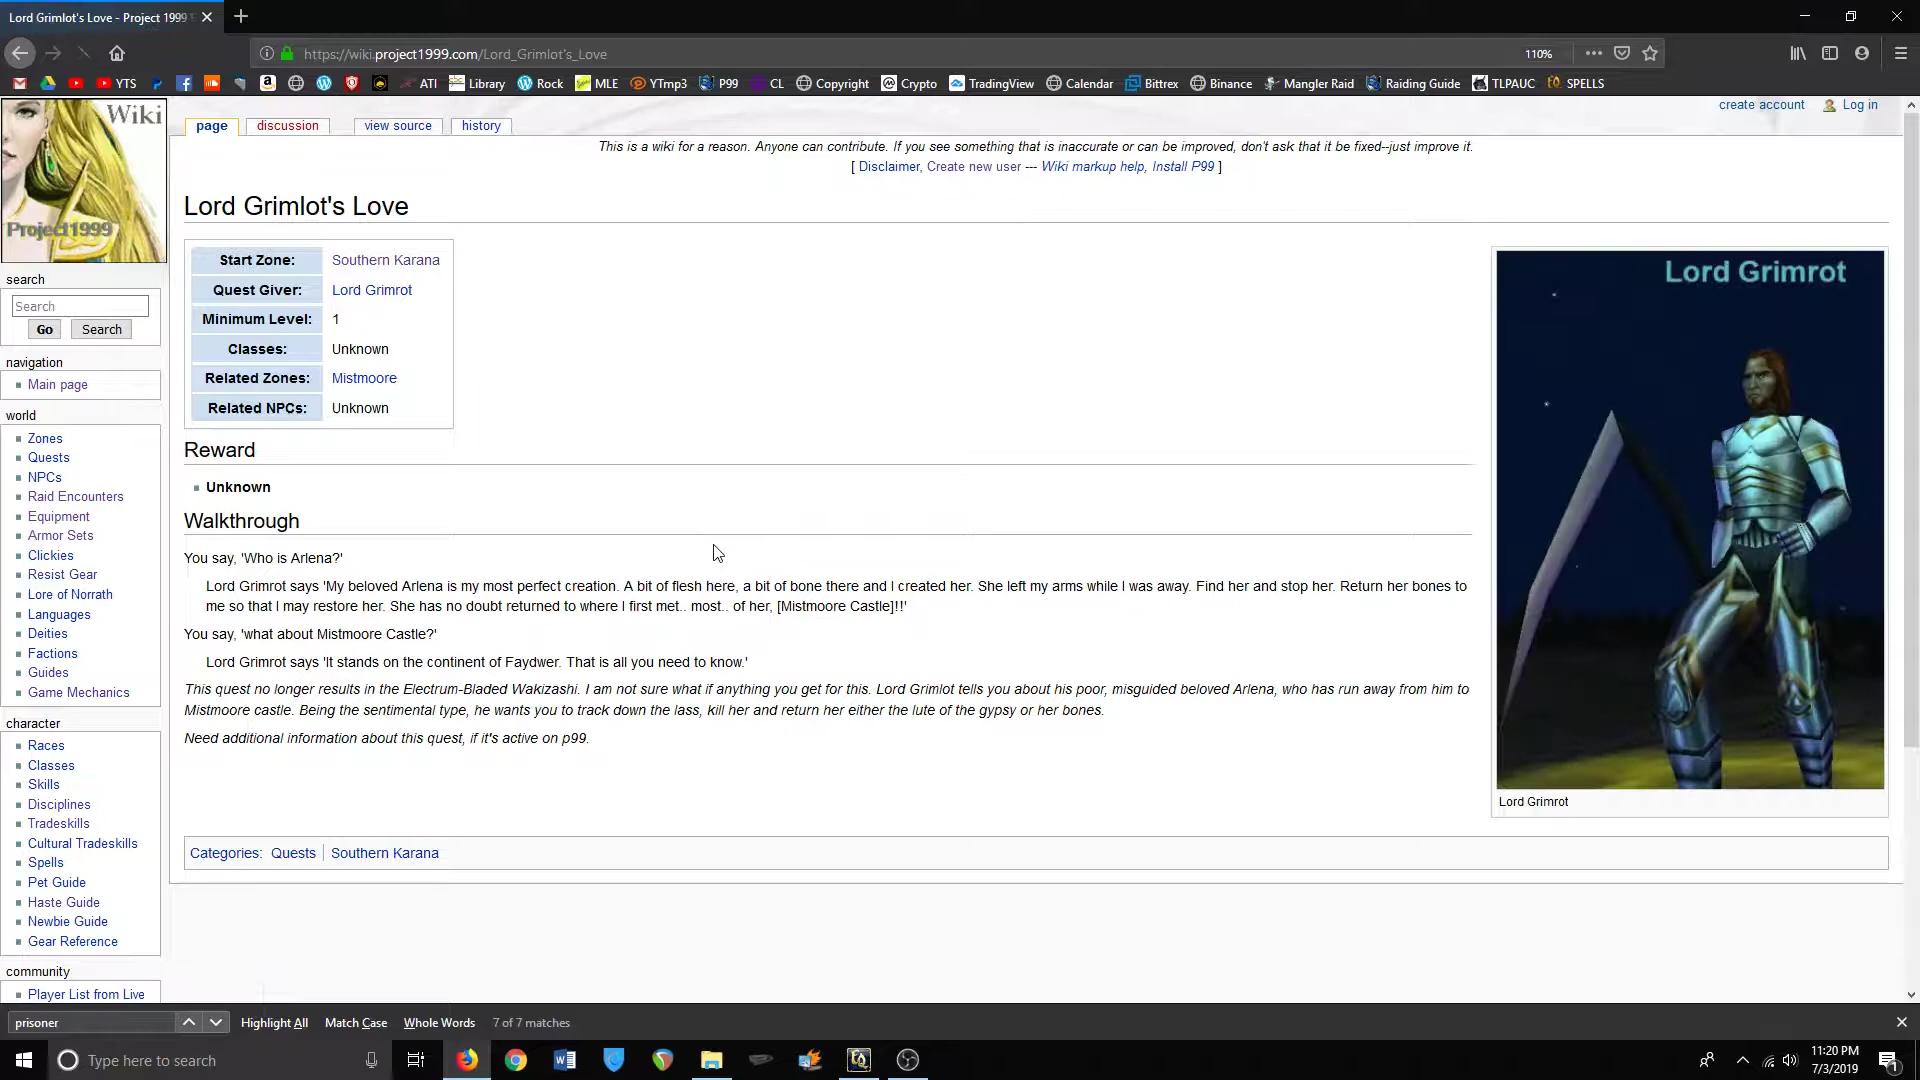 Lord Grimlot's Love - Project 1999
https://wiki.project1999.com/Lord_Grimlot's_Love
110%
YTS
ATI
Library
Rock
MLE
YTmp3
P99
CL
Copyright
Crypto
TradingView
Calendar
Bittrex
Binance
Mangler Raid
Raiding Guide
TLPAUC
SPELLS
Wiki
Project1999
create account
Log in
page
discussion
view source
history
This is a wiki for a reason. Anyone can contribute. If you see something that is inaccurate or can be improved, don't ask that it be fixed--just improve it.
[ Disclaimer, Create new user --- Wiki markup help, Install P99 ]
Lord Grimlot's Love
Start Zone: Southern Karana
Quest Giver: Lord Grimrot
Minimum Level: 1
Classes: Unknown
Related Zones: Mistmoore
Related NPCs: Unknown
Lord Grimrot
Lord Grimrot
Reward
Unknown
Walkthrough
You say, 'Who is Arlena?'
Lord Grimrot says 'My beloved Arlena is my most perfect creation. A bit of flesh here, a bit of bone there and I created her. She left my arms while I was away. Find her and stop her. Return her bones to
me so that I may restore her. She has no doubt returned to where I first met.. most.. of her, [Mistmoore Castle]!!'
You say, 'what about Mistmoore Castle?'
Lord Grimrot says 'It stands on the continent of Faydwer. That is all you need to know.'
This quest no longer results in the Electrum-Bladed Wakizashi. I am not sure what if anything you get for this. Lord Grimlot tells you about his poor, misguided beloved Arlena, who has run away from him to
Mistmoore castle. Being the sentimental type, he wants you to track down the lass, kill her and return her either the lute of the gypsy or her bones.
Need additional information about this quest, if it's active on p99.
Categories: Quests | Southern Karana
search
Search
Go
Search
navigation
Main page
world
Zones
Quests
NPCs
Raid Encounters
Equipment
Armor Sets
Clickies
Resist Gear
Lore of Norrath
Languages
Deities
Factions
Guides
Game Mechanics
character
Races
Classes
Skills
Disciplines
Tradeskills
Cultural Tradeskills
Spells
Pet Guide
Haste Guide
Newbie Guide
Gear Reference
community
Player List from Live
prisoner
Highlight All
Match Case
Whole Words
7 of 7 matches
Type here to search
11:20 PM
7/3/2019